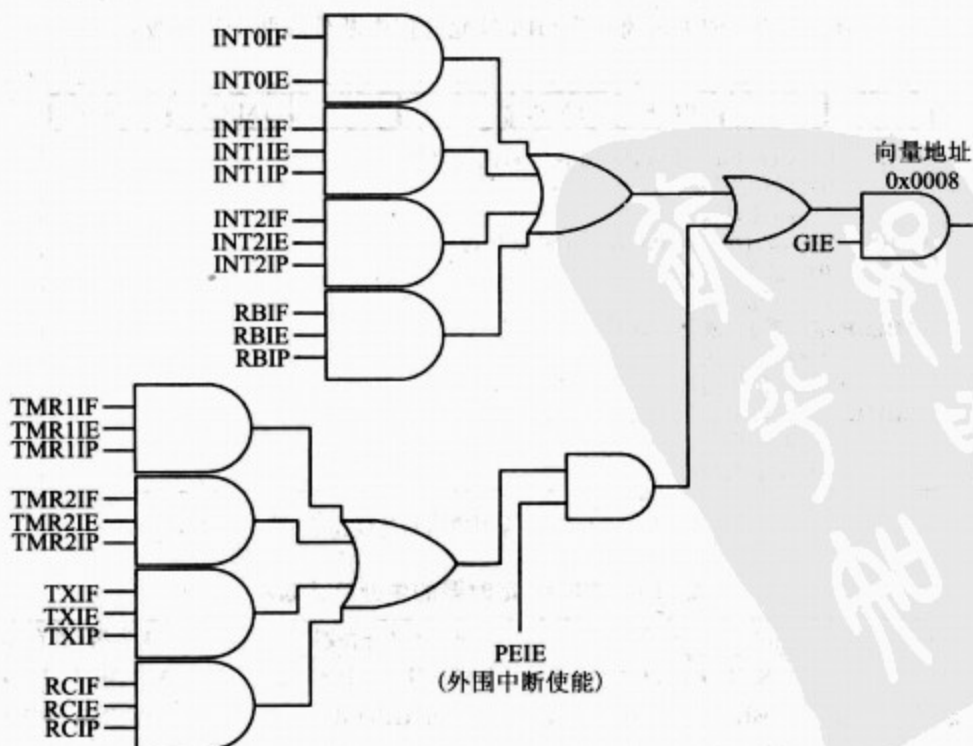 INT0IF
INT0IE
INT1IF
INT1IE
INT1IP
INT2IF
INT2IE
INT2IP
RBIF
RBIE
RBIP
向量地址
0x0008
GIE
TMR1IF
TMR1IE
TMR1IP
TMR2IF
TMR2IE
TMR2IP
TXIF
TXIE
TXIP
RCIF
RCIE
RCIP
PEIE
(外围中断使能)